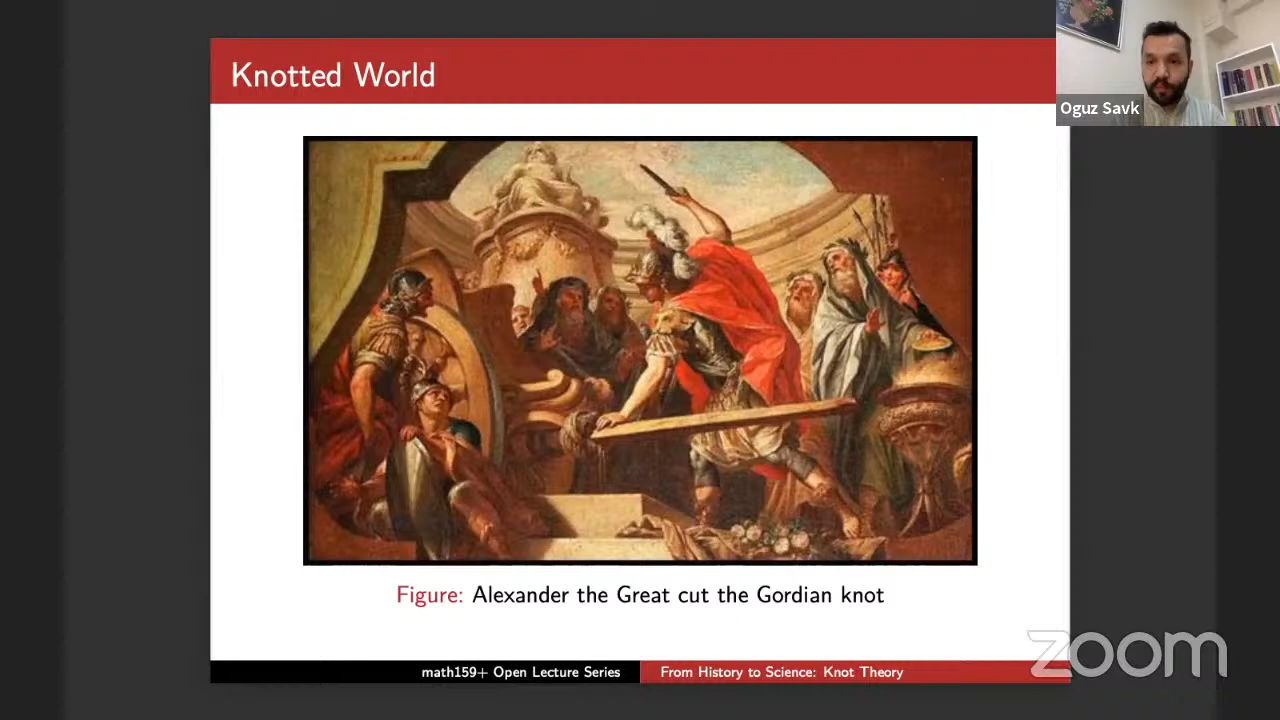 Knotted World
Oguz Savk
Figure: Alexander the Great cut the Gordian knot
math159+ Open Lecture Series
From History to Science: Knot Theory
zoom